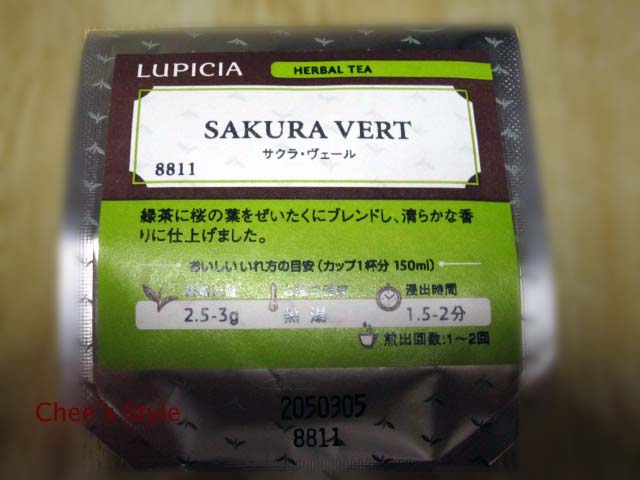 LUPICIA
HERBAL TEA
SAKURA VERT
サクラ・ヴェール
8811
緑茶に桜の葉をぜいたくにブレンドし、清らかな香
りに仕上げました。
おいしいいれ方の目安(カップ1杯分 150ml)
浸出時間
2.5-3g 熱湯 1.5-2分
煎出回数:1~2回
Chee's Style
2050305
8811